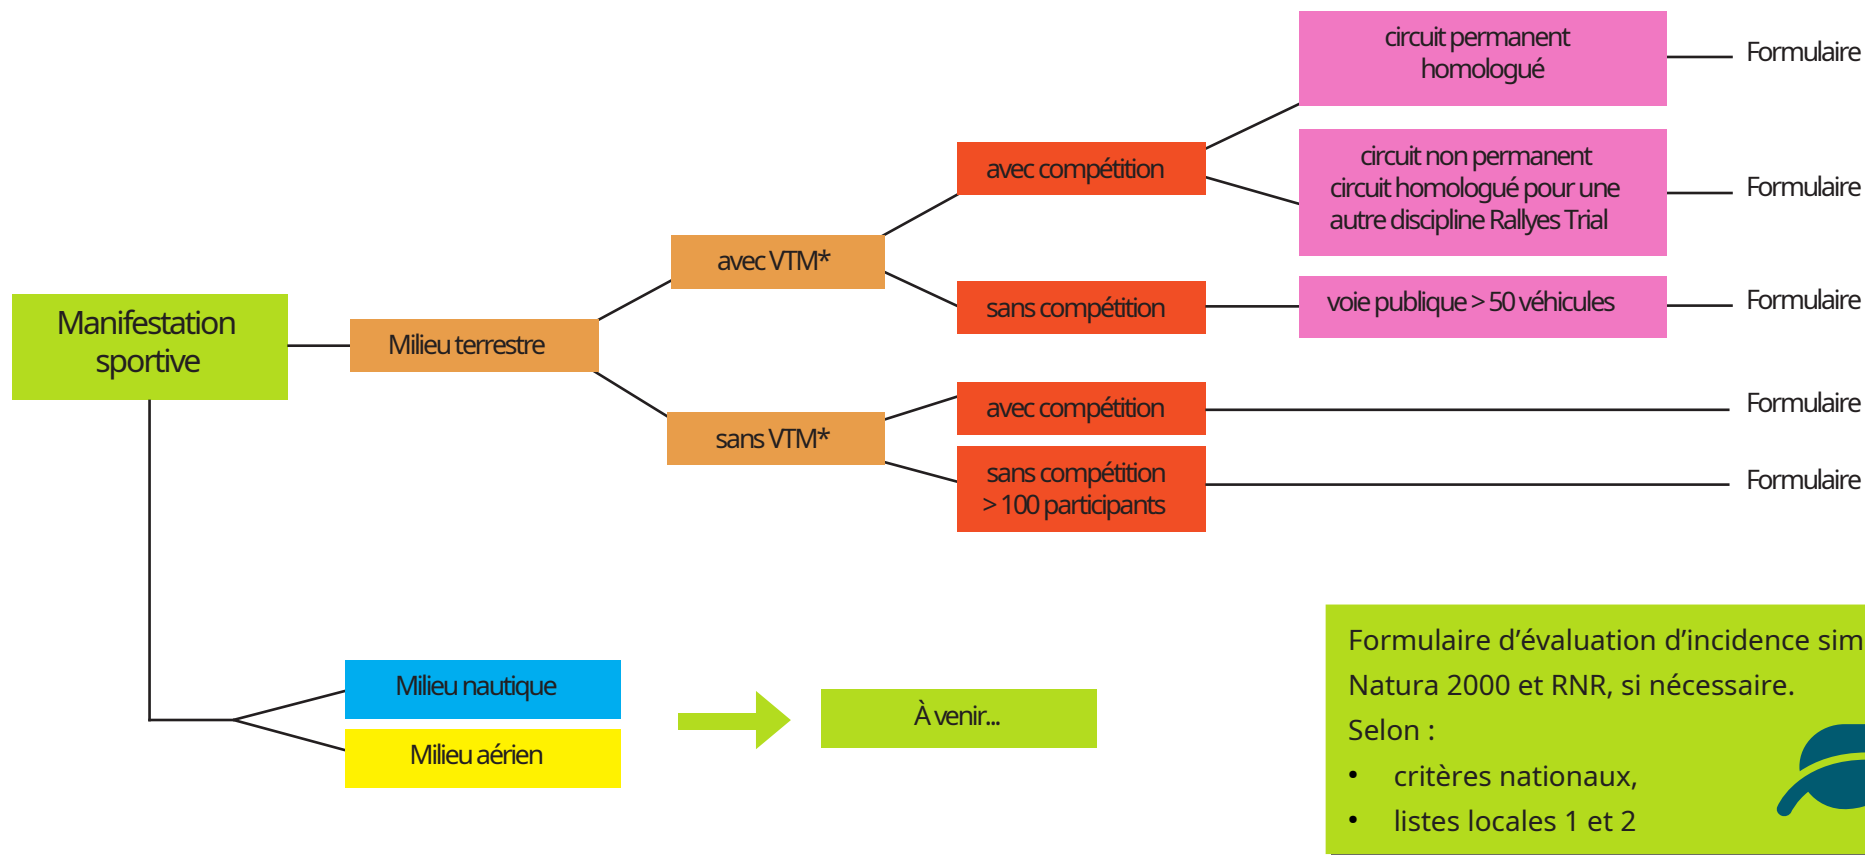 circuit permanent
homologué
Formulaire
circuit non permanent
circuit homologué pour une
autre discipline Rallyes Trial
Formulaire
avec compétition
avec VTM*
sans compétition
voie publique > 50 véhicules
Formulaire
Manifestation
sportive
Milieu terrestre
avec compétition
Formulaire
sans VTM*
sans compétition
> 100 participants
Formulaire
Milieu nautique
Milieu aérien
À venir...
Formulaire d'évaluation d'incidence sim
Natura 2000 et RNR, si nécessaire.
Selon :
• critères nationaux,
• listes locales 1 et 2